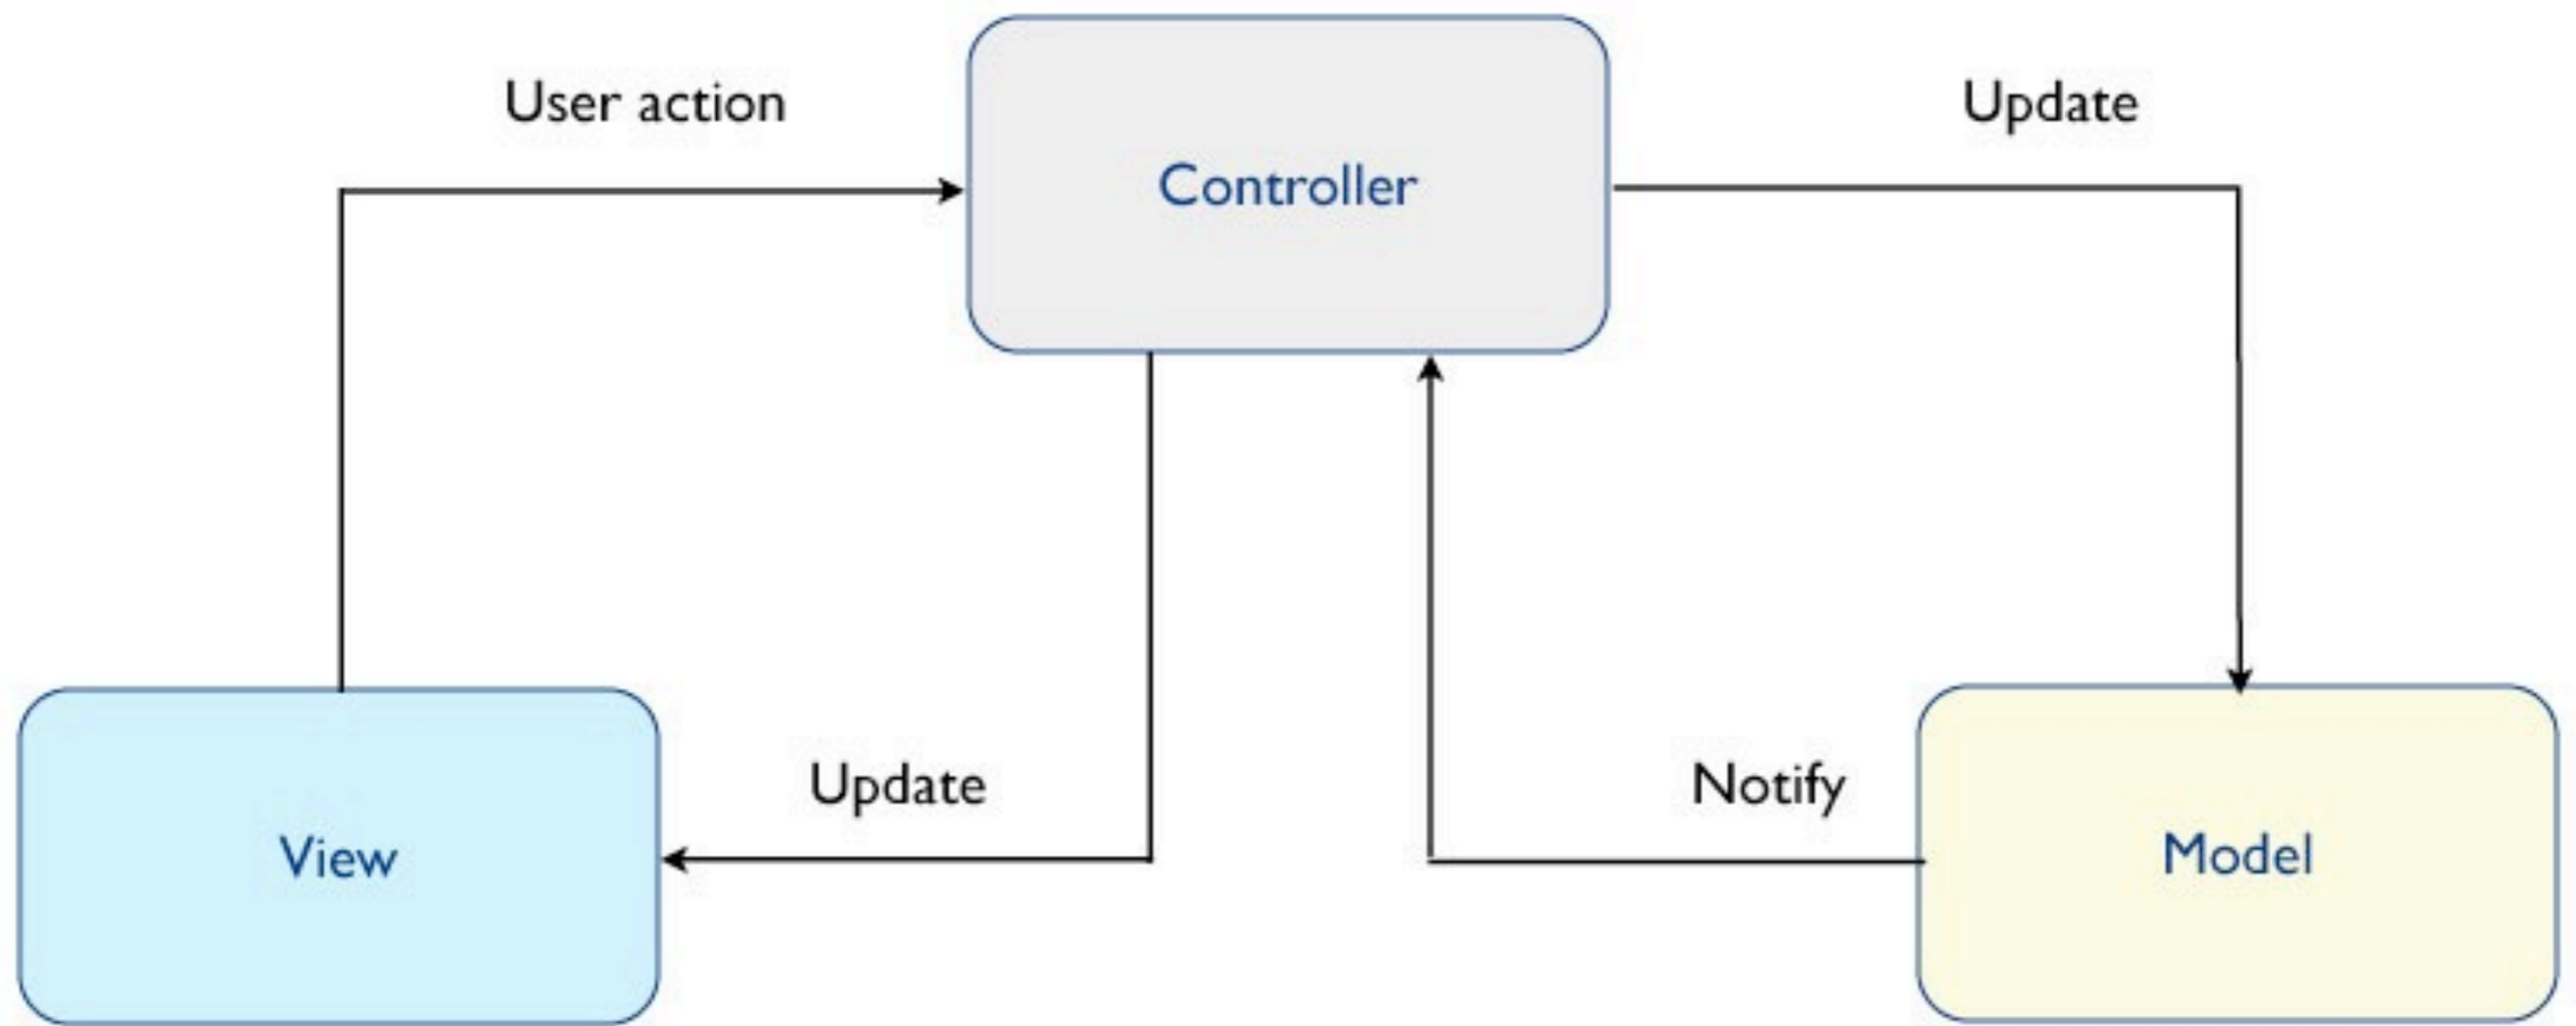 User action
Controller
Update
Update
Notify
View
Model